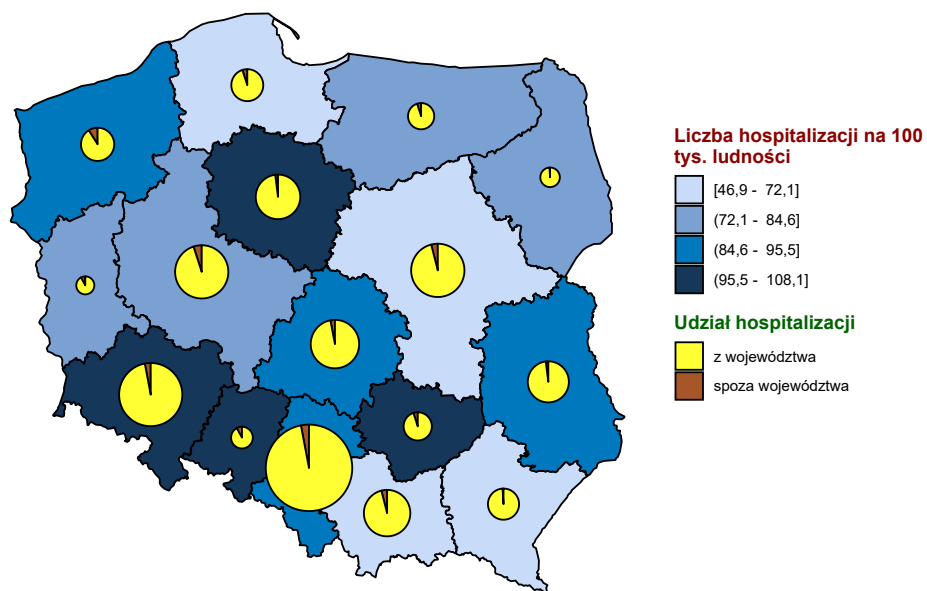 Liczba hospitalizacji na 100
tys. ludności
[46,9 - 72,1]
(72,1 - 84,6]
(84,6 - 95,5]
(95,5 - 108,1]
Udział hospitalizacji
z województwa
spoza województwa